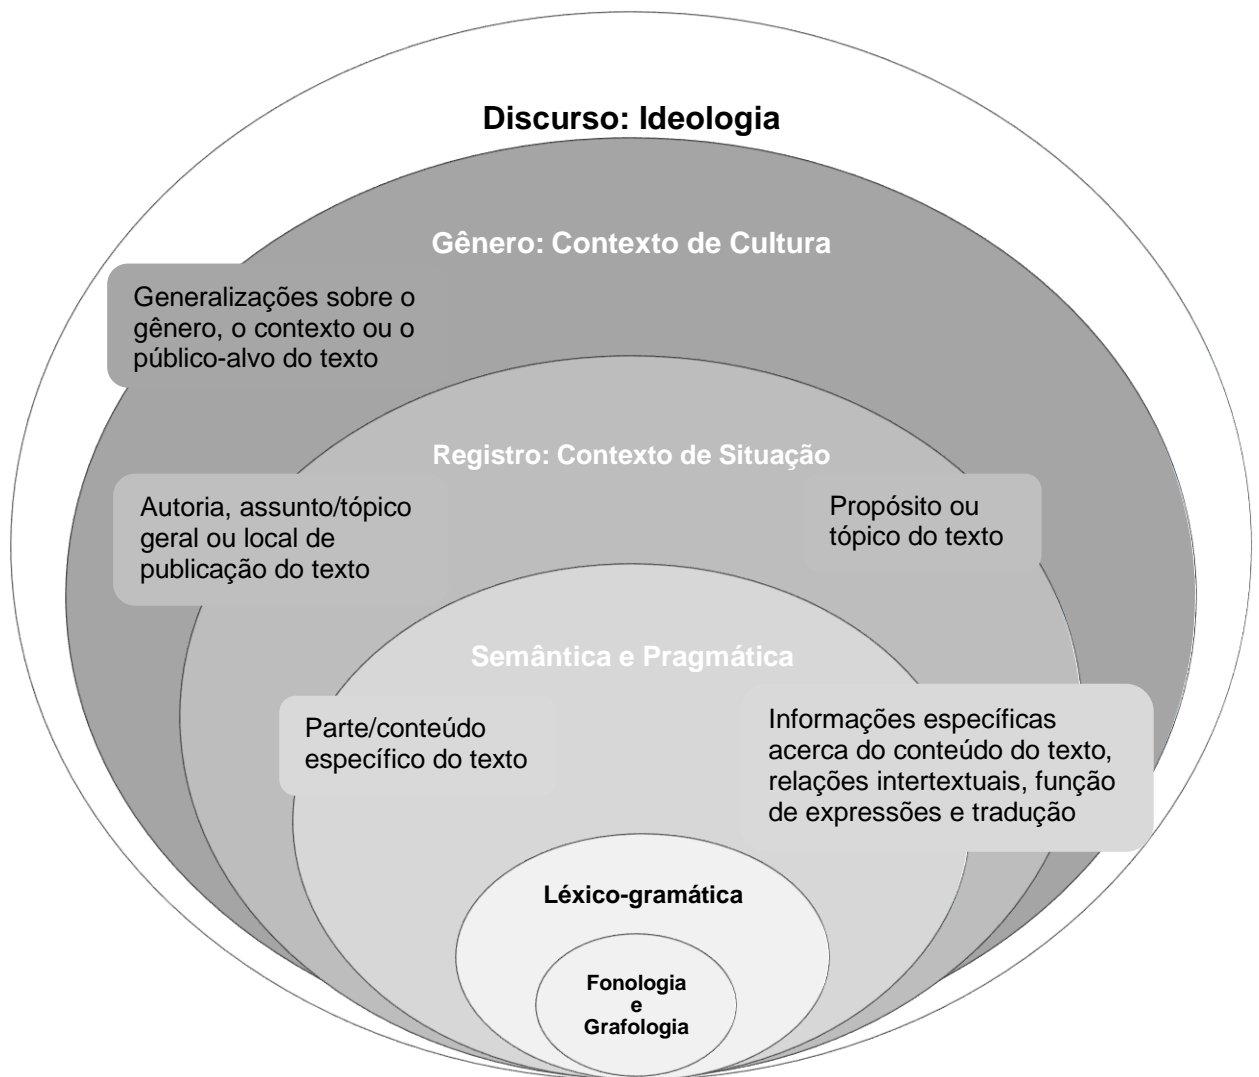 Discurso: Ideologia
Gênero: Contexto de Cultura
Generalizações sobre o
gênero, o contexto ou o
público-alvo do texto
Registro: Contexto de Situação
Autoria, assunto/tópico
geral ou local de
publicação do texto
Propósito ou
tópico do texto
Semântica e Pragmática
Parte/conteúdo
específico do texto
Informações específicas
acerca do conteúdo do texto,
relações intertextuais, função
de expressões e tradução
Léxico-gramática
Fonologia
e
Grafologia